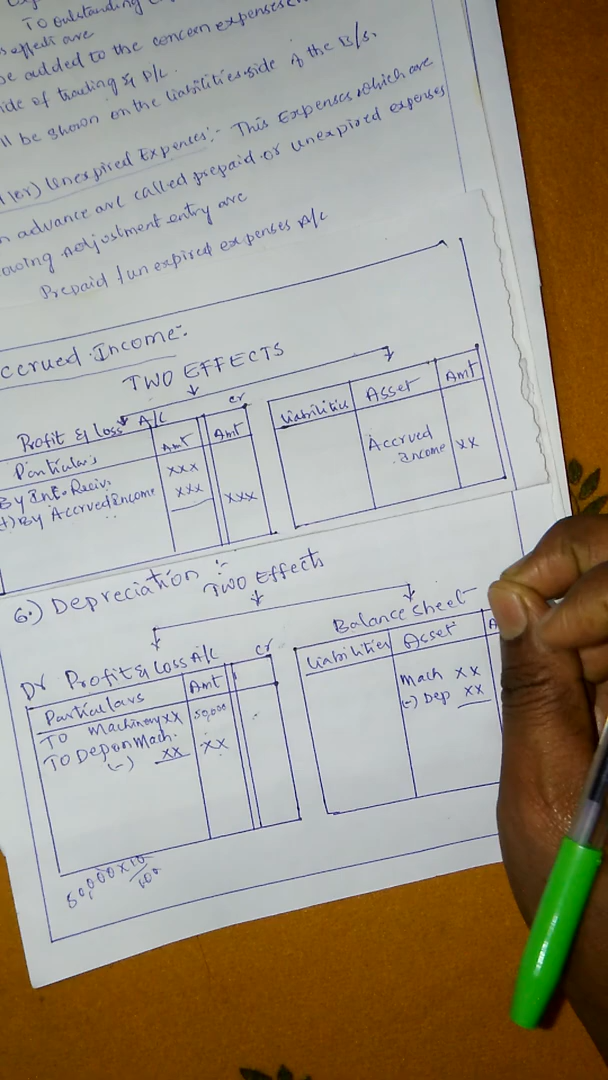 To Outstanding
effects are
be added to the concern expenses
ide of trading & P/L.
ll be shown on the liabilities side of the B/S.
(or) Unexpired Expenses:- This Expenses which are
n advance are called prepaid or unexpired expenses
owing adjustment entry are
Prepaid / un expired expenses A/c
ccrued Income:-
TWO EFFECTS
Profit & Loss A/c cr
Particulars Amt Amt
By Int. Reciv. xxx
(+) By Accrued income xxx xxx
Liabilities Asset Amt
Accrued
income xx
6.) Depreciation :-
Two Effects
Dr Profit & Loss A/c cr
Particulars Amt
To Machinery xx 50,000
To Dep on Mach.
(-) xx xx
Balance sheet
Liabilities Asset A
Mach xx
(-) Dep xx
50,000 x 10/100